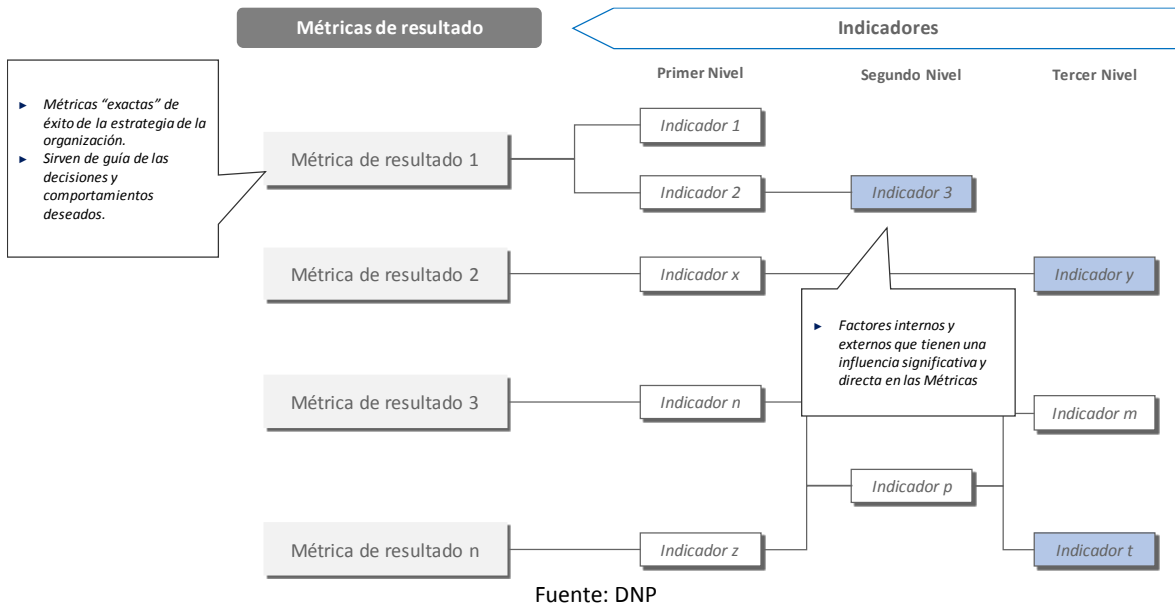 Métricas de resultado
Indicadores
Primer Nivel
Segundo Nivel
Tercer Nivel
► Métricas “exactas” de
éxito de la estrategia de la
organización.
► Sirven de guía de las
decisiones y
comportamientos
deseados.
Métrica de resultado 1
Indicador 1
Indicador 2
Indicador 3
Métrica de resultado 2
Indicador x
Indicador y
► Factores internos y
externos que tienen una
influencia significativa y
directa en las Métricas
Métrica de resultado 3
Indicador n
Indicador m
Indicador p
Métrica de resultado n
Indicador z
Indicador t
Fuente: DNP